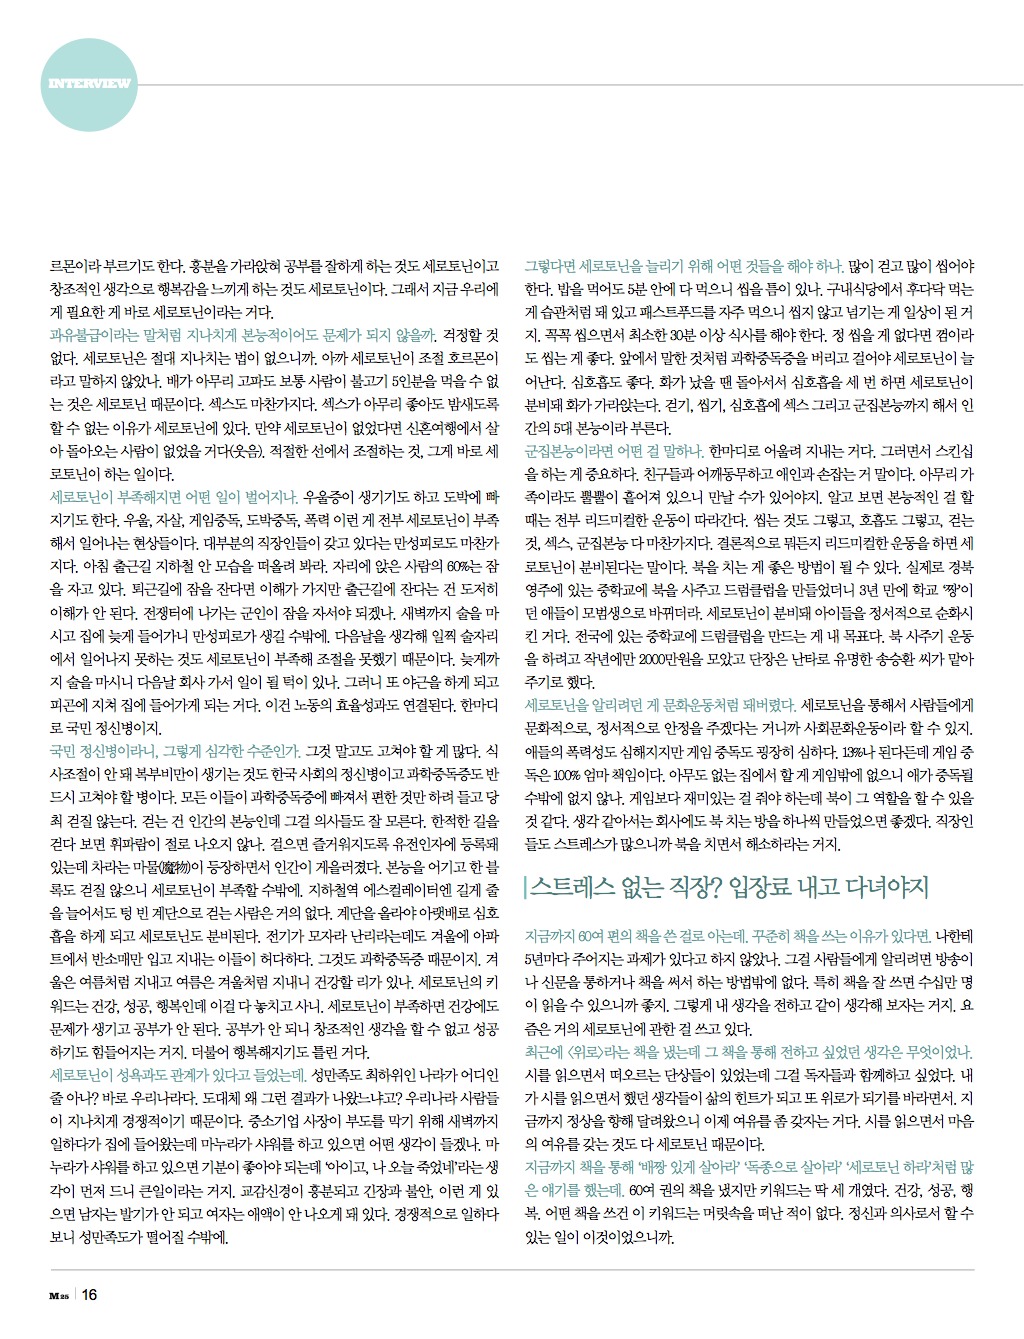 INTERVIEW
르몬이라 부르기도 한다. 흥분을 가라앉혀 공부를 잘하게 하는 것도 세로토닌이고
창조적인 생각으로 행복감을 느끼게 하는 것도 세로토닌이다. 그래서 지금 우리에
게 필요한 게 바로 세로토닌이라는 거다.
과유불급이라는 말처럼 지나치게 본능적이어도 문제가 되지 않을까. 걱정할 것
없다. 세로토닌은 절대 지나치는 법이 없으니까. 아까 세로토닌이 조절 호르몬이
라고 말하지 않았나. 배가 아무리 고파도 보통 사람이 불고기 5인분을 먹을 수 없
는 것은 세로토닌 때문이다. 섹스도 마찬가지다. 섹스가 아무리 좋아도 밤새도록
할 수 없는 이유가 세로토닌에 있다. 만약 세로토닌이 없었다면 신혼여행에서 살
아 돌아오는 사람이 없었을 거다(웃음). 적절한 선에서 조절하는 것, 그게 바로 세
로토닌이 하는 일이다.
세로토닌이 부족해지면 어떤 일이 벌어지나. 우울증이 생기기도 하고 도박에 빠
지기도 한다. 우울, 자살, 게임중독, 도박중독, 폭력 이런 게 전부 세로토닌이 부족
해서 일어나는 현상들이다. 대부분의 직장인들이 갖고 있다는 만성피로도 마찬가
지다. 아침 출근길 지하철 안 모습을 떠올려 봐라. 자리에 앉은 사람의 60%는 잠
을 자고 있다. 퇴근길에 잠을 잔다면 이해가 가지만 출근길에 잔다는 건 도저히
이해가 안 된다. 전쟁터에 나가는 군인이 잠을 자서야 되겠나. 새벽까지 술을 마
시고 집에 늦게 들어가니 만성피로가 생길 수밖에. 다음날을 생각해 일찍 술자리
에서 일어나지 못하는 것도 세로토닌이 부족해 조절을 못했기 때문이다. 늦게까
지 술을 마시니 다음날 회사 가서 일이 될 턱이 있나. 그러니 또 야근을 하게 되고
피곤에 지쳐 집에 들어가게 되는 거다. 이건 노동의 효율성과도 연결된다. 한마디
로 국민 정신병이지.
국민 정신병이라니, 그렇게 심각한 수준인가. 그것 말고도 고쳐야 할 게 많다. 식
사조절이 안 돼 복부비만이 생기는 것도 한국 사회의 정신병이고 과학중독증도 반
드시 고쳐야 할 병이다. 모든 이들이 과학중독증에 빠져서 편한 것만 하려 들고 당
최 걷질 않는다. 걷는 건 인간의 본능인데 그걸 의사들도 잘 모른다. 한적한 길을
걷다 보면 휘파람이 절로 나오지 않나. 걸으면 즐거워지도록 유전인자에 등록돼
있는데 차라는 마물(魔物)이 등장하면서 인간이 게을러졌다. 본능을 어기고 한 블
록도 걷질 않으니 세로토닌이 부족할 수밖에. 지하철역 에스컬레이터엔 길게 줄
을 늘어서도 텅 빈 계단으로 걷는 사람은 거의 없다. 계단을 올라야 아랫배로 심호
흡을 하게 되고 세로토닌도 분비된다. 전기가 모자라 난리라는데도 겨울에 아파
트에서 반소매만 입고 지내는 이들이 허다하다. 그것도 과학중독증 때문이지. 겨
울은 여름처럼 지내고 여름은 겨울처럼 지내니 건강할 리가 있나. 세로토닌의 키
워드는 건강, 성공, 행복인데 이걸 다 놓치고 사니. 세로토닌이 부족하면 건강에도
문제가 생기고 공부가 안 된다. 공부가 안 되니 창조적인 생각을 할 수 없고 성공
하기도 힘들어지는 거지. 더불어 행복해지기도 틀린 거다.
세로토닌이 성욕과도 관계가 있다고 들었는데. 성만족도 최하위인 나라가 어디인
줄 아나? 바로 우리나라다. 도대체 왜 그런 결과가 나왔느냐고? 우리나라 사람들
이 지나치게 경쟁적이기 때문이다. 중소기업 사장이 부도를 막기 위해 새벽까지
일하다가 집에 들어왔는데 마누라가 샤워를 하고 있으면 어떤 생각이 들겠나. 마
누라가 샤워를 하고 있으면 기분이 좋아야 되는데 '아이고, 나 오늘 죽었네'라는 생
각이 먼저 드니 큰일이라는 거지. 교감신경이 흥분되고 긴장과 불안, 이런 게 있
으면 남자는 발기가 안 되고 여자는 애액이 안 나오게 돼 있다. 경쟁적으로 일하다
보니 성만족도가 떨어질 수밖에.
그렇다면 세로토닌을 늘리기 위해 어떤 것들을 해야 하나. 많이 걷고 많이 씹어야
한다. 밥을 먹어도 5분 안에 다 먹으니 씹을 틈이 있나. 구내식당에서 후다닥 먹는
게 습관처럼 돼 있고 패스트푸드를 자주 먹으니 씹지 않고 넘기는 게 일상이 된 거
지. 꼭꼭 씹으면서 최소한 30분 이상 식사를 해야 한다. 정 씹을 게 없다면 껌이라
도 씹는 게 좋다. 앞에서 말한 것처럼 과학중독증을 버리고 걸어야 세로토닌이 늘
어난다. 심호흡도 좋다. 화가 났을 땐 돌아서서 심호흡을 세 번 하면 세로토닌이
분비돼 화가 가라앉는다. 걷기, 씹기, 심호흡에 섹스 그리고 군집본능까지 해서 인
간의 5대 본능이라 부른다.
군집본능이라면 어떤 걸 말하나. 한마디로 어울려 지내는 거다. 그러면서 스킨십
을 하는 게 중요하다. 친구들과 어깨동무하고 애인과 손잡는 거 말이다. 아무리 가
족이라도 뿔뿔이 흩어져 있으니 만날 수가 있어야지. 알고 보면 본능적인 걸 할
때는 전부 리드미컬한 운동이 따라간다. 씹는 것도 그렇고, 호흡도 그렇고, 걷는
것, 섹스, 군집본능 다 마찬가지다. 결론적으로 뭐든지 리드미컬한 운동을 하면 세
로토닌이 분비된다는 말이다. 북을 치는 게 좋은 방법이 될 수 있다. 실제로 경북
영주에 있는 중학교에 북을 사주고 드럼클럽을 만들었더니 3년 만에 학교 '짱'이
던 애들이 모범생으로 바뀌더라. 세로토닌이 분비돼 아이들을 정서적으로 순화시
킨 거다. 전국에 있는 중학교에 드럼클럽을 만드는 게 내 목표다. 북 사주기 운동
을 하려고 작년에만 2000만원을 모았고 단장은 난타로 유명한 송승환 씨가 맡아
주기로 했다.
세로토닌을 알리려던 게 문화운동처럼 돼버렸다. 세로토닌을 통해서 사람들에게
문화적으로, 정서적으로 안정을 주겠다는 거니까 사회문화운동이라 할 수 있지.
애들의 폭력성도 심해지지만 게임 중독도 굉장히 심하다. 13%나 된다든데 게임 중
독은 100% 엄마 책임이다. 아무도 없는 집에서 할 게 게임밖에 없으니 애가 중독될
수밖에 없지 않나. 게임보다 재미있는 걸 줘야 하는데 북이 그 역할을 할 수 있을
것 같다. 생각 같아서는 회사에도 북 치는 방을 하나씩 만들었으면 좋겠다. 직장인
들도 스트레스가 많으니까 북을 치면서 해소하라는 거지.
스트레스 없는 직장? 입장료 내고 다녀야지
지금까지 60여 편의 책을 쓴 걸로 아는데. 꾸준히 책을 쓰는 이유가 있다면. 나한테
5년마다 주어지는 과제가 있다고 하지 않았나. 그걸 사람들에게 알리려면 방송이
나 신문을 통하거나 책을 써서 하는 방법밖에 없다. 특히 책을 잘 쓰면 수십만 명
이 읽을 수 있으니까 좋지. 그렇게 내 생각을 전하고 같이 생각해 보자는 거지. 요
즘은 거의 세로토닌에 관한 걸 쓰고 있다.
최근에 〈위로〉라는 책을 냈는데 그 책을 통해 전하고 싶었던 생각은 무엇이었나.
시를 읽으면서 떠오르는 단상들이 있었는데 그걸 독자들과 함께하고 싶었다. 내
가 시를 읽으면서 했던 생각들이 삶의 힌트가 되고 또 위로가 되기를 바라면서. 지
금까지 정상을 향해 달려왔으니 이제 여유를 좀 갖자는 거다. 시를 읽으면서 마음
의 여유를 갖는 것도 다 세로토닌 때문이다.
지금까지 책을 통해 '배짱 있게 살아라' '독종으로 살아라' '세로토닌 하라'처럼 많
은 얘기를 했는데. 60여 권의 책을 냈지만 키워드는 딱 세 개였다. 건강, 성공, 행
복. 어떤 책을 쓰건 이 키워드는 머릿속을 떠난 적이 없다. 정신과 의사로서 할 수
있는 일이 이것이었으니까.
M25 16